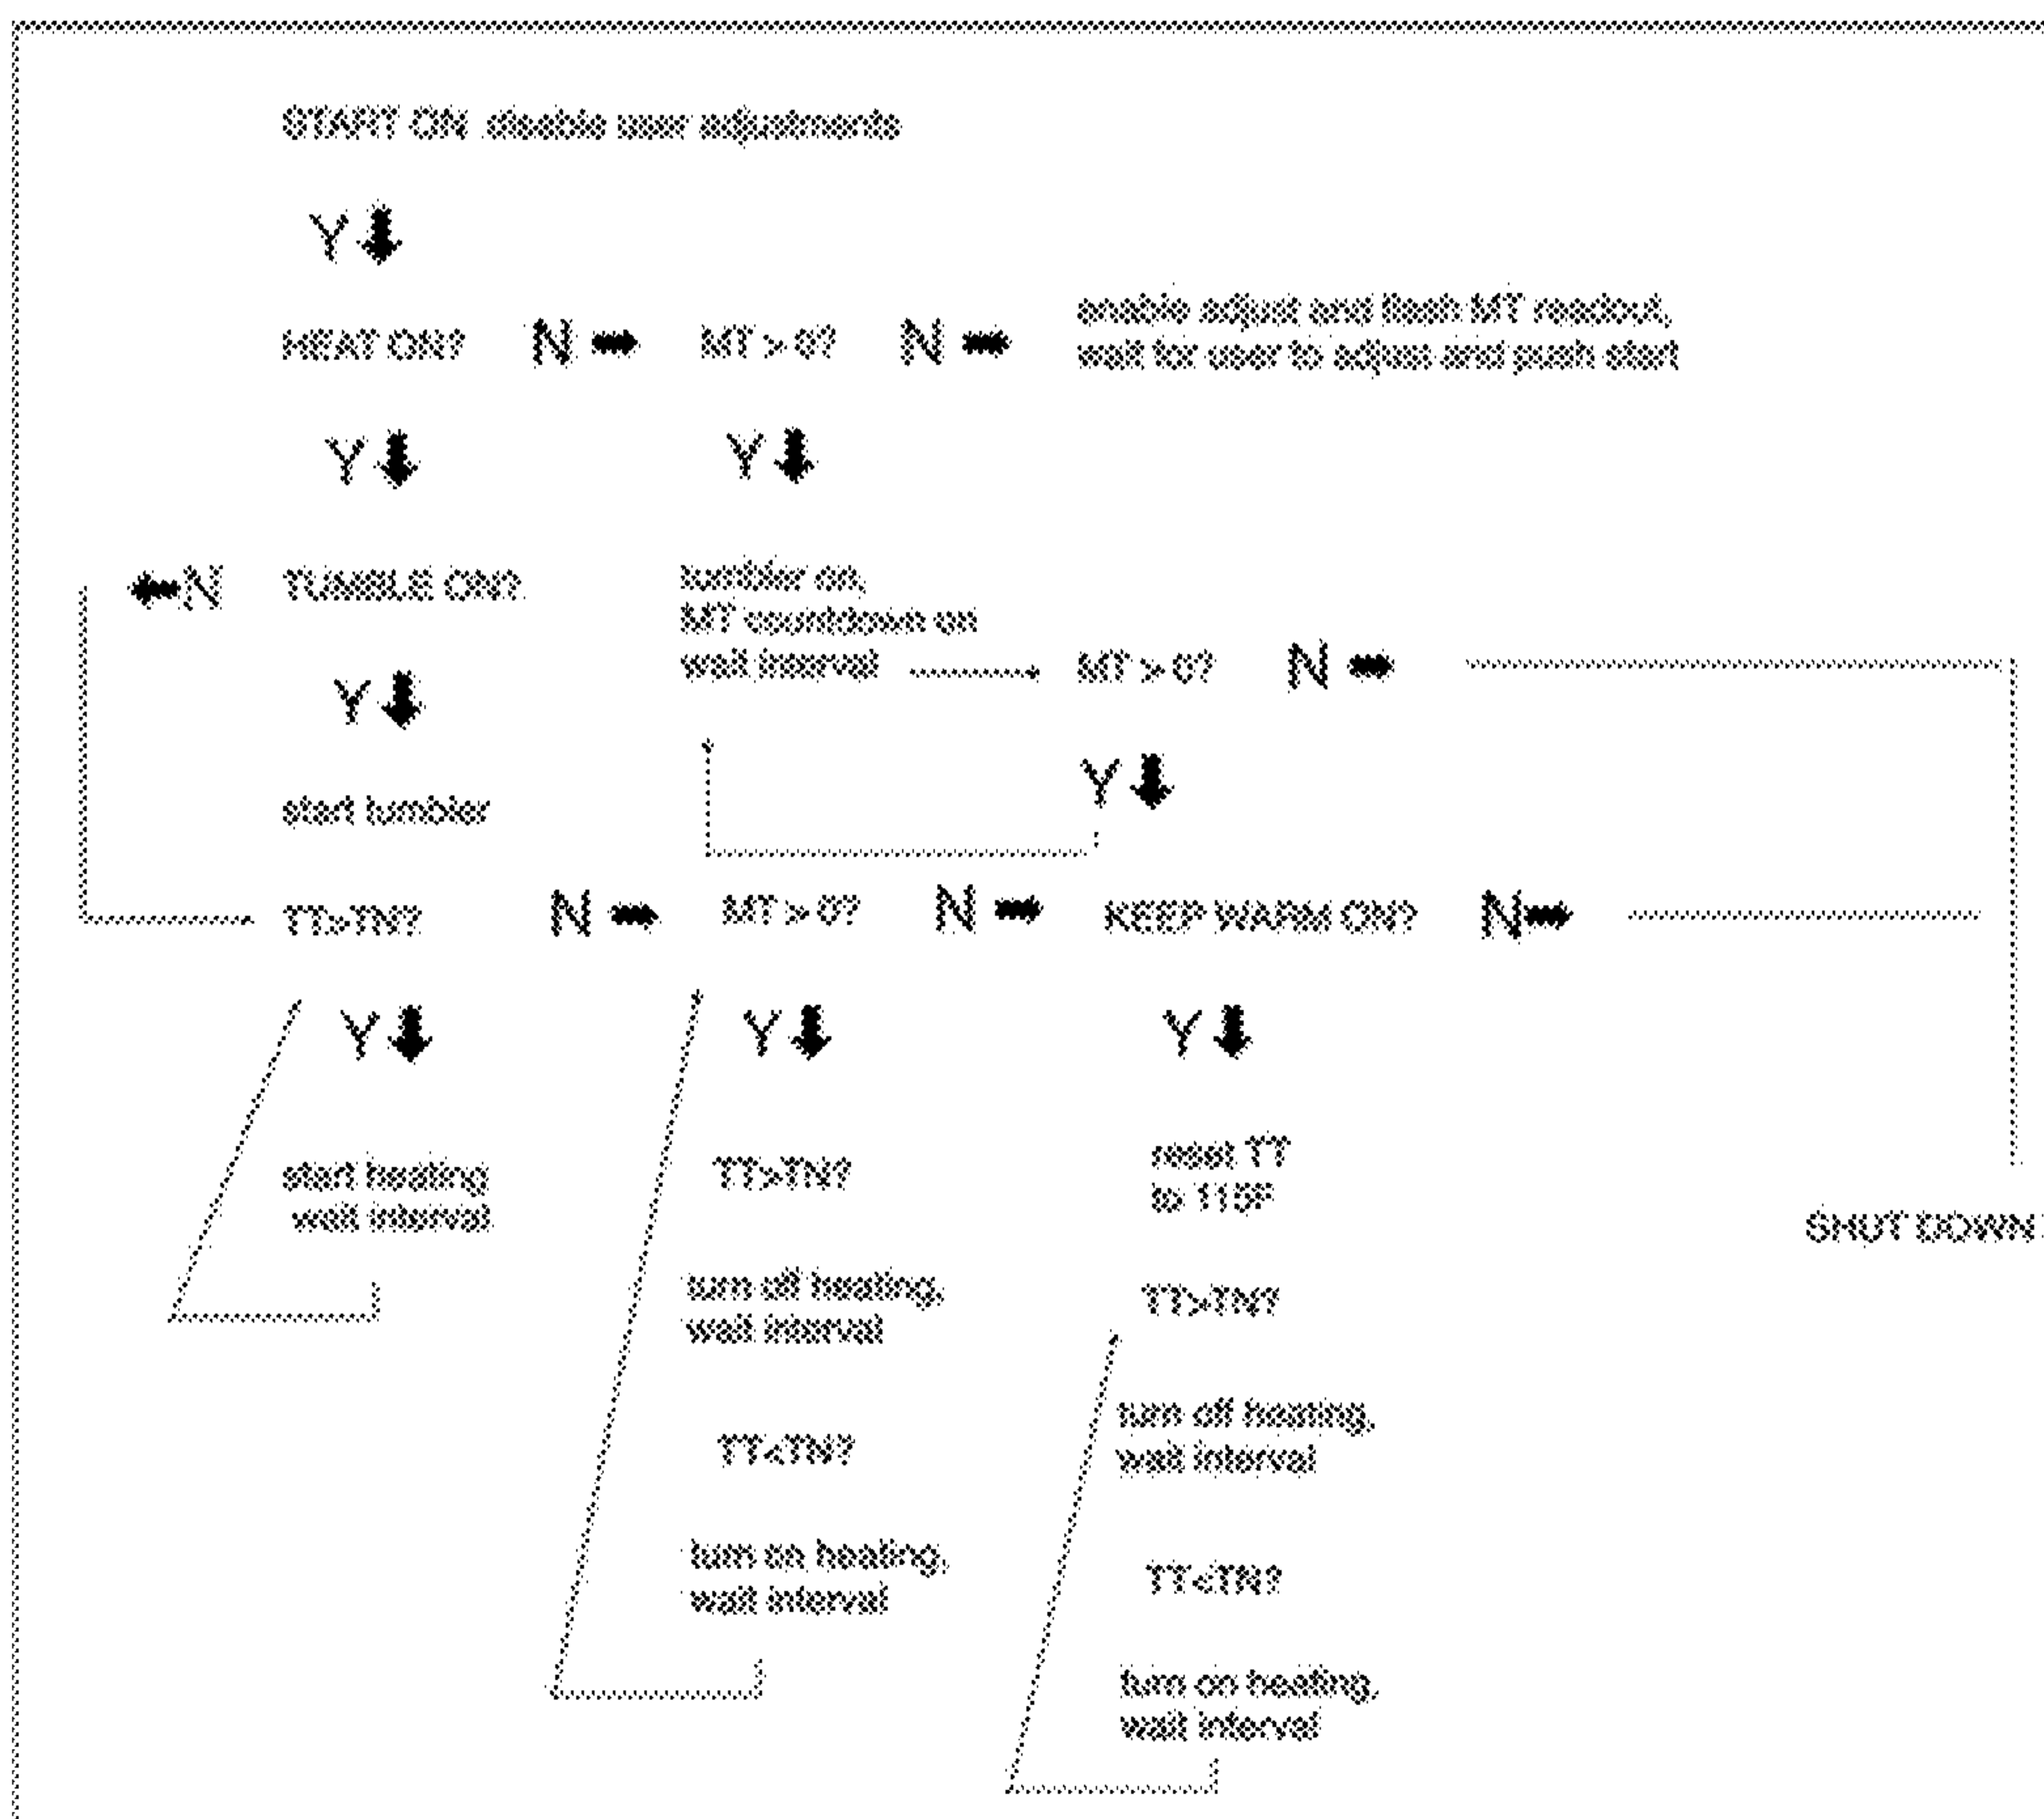 START ON disable user adjustments
Y
HEAT ON? N MT > 0? N enable adjust and flash MT readout,
wait for user to adjust and push start
Y Y
N TUMBLE ON? tumbler on,
MT countdown on
wait interval MT > 0? N
Y Y
start tumbler
TT>TN? N MT > 0? N KEEP WARM ON? N
Y Y Y
start heating
wait interval
TT>TN?
reset TT
to 115F
SHUT DOWN
turn off heating,
wait interval
TT>TN?
turn off heating,
wait interval
TT<TN?
turn on heating,
wait interval
TT<TN?
turn on heating,
wait interval